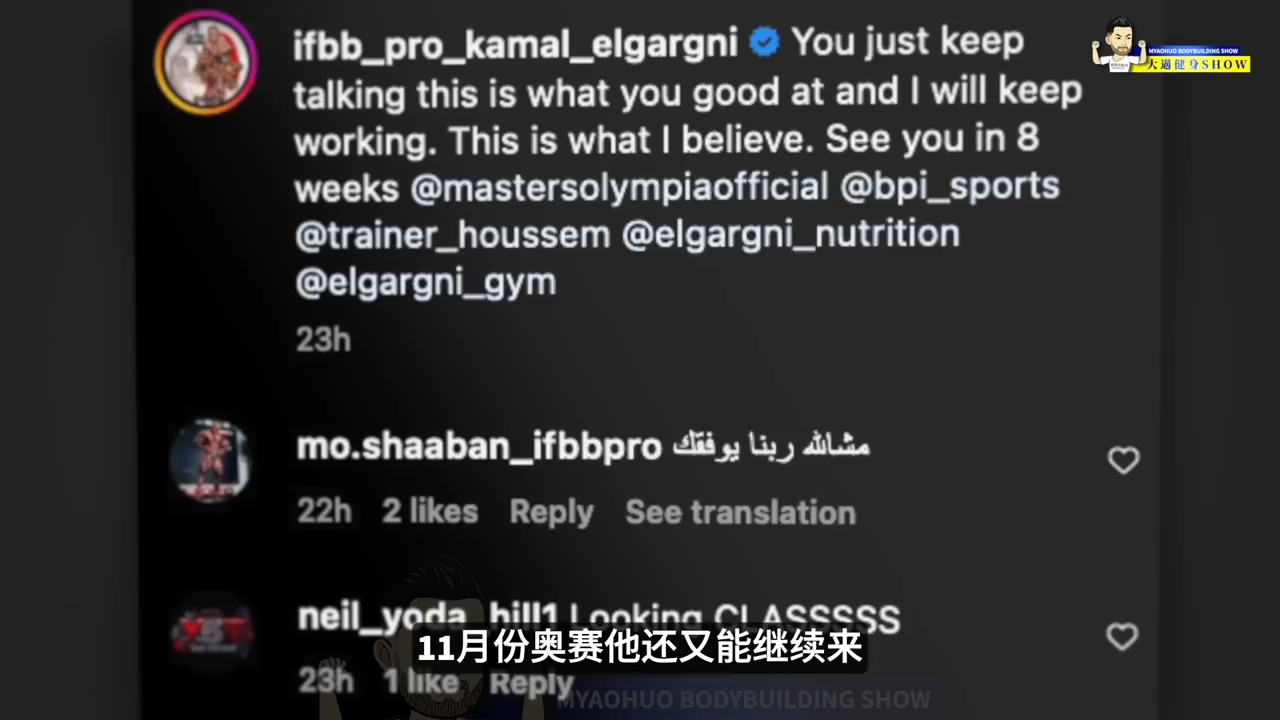 MYAOHUO BODYBUILDING SHOW
大邁健身SHOW
ifbb_pro_kamal_elgargni You just keep
talking this is what you good at and I will keep
working. This is what I believe. See you in 8
weeks @mastersolympiaofficial @bpi_sports
@trainer_houssem @elgargni_nutrition
@elgargni_gym
23h
mo.shaaban_ifbbpro مشالله ربنا يوفقك
22h 2 likes Reply See translation
neil_yoda_hill1 Looking CLASSSSS
11月份奥赛他还又能继续来
23h 1 like Reply
MYAOHUO BODYBUILDING SHOW